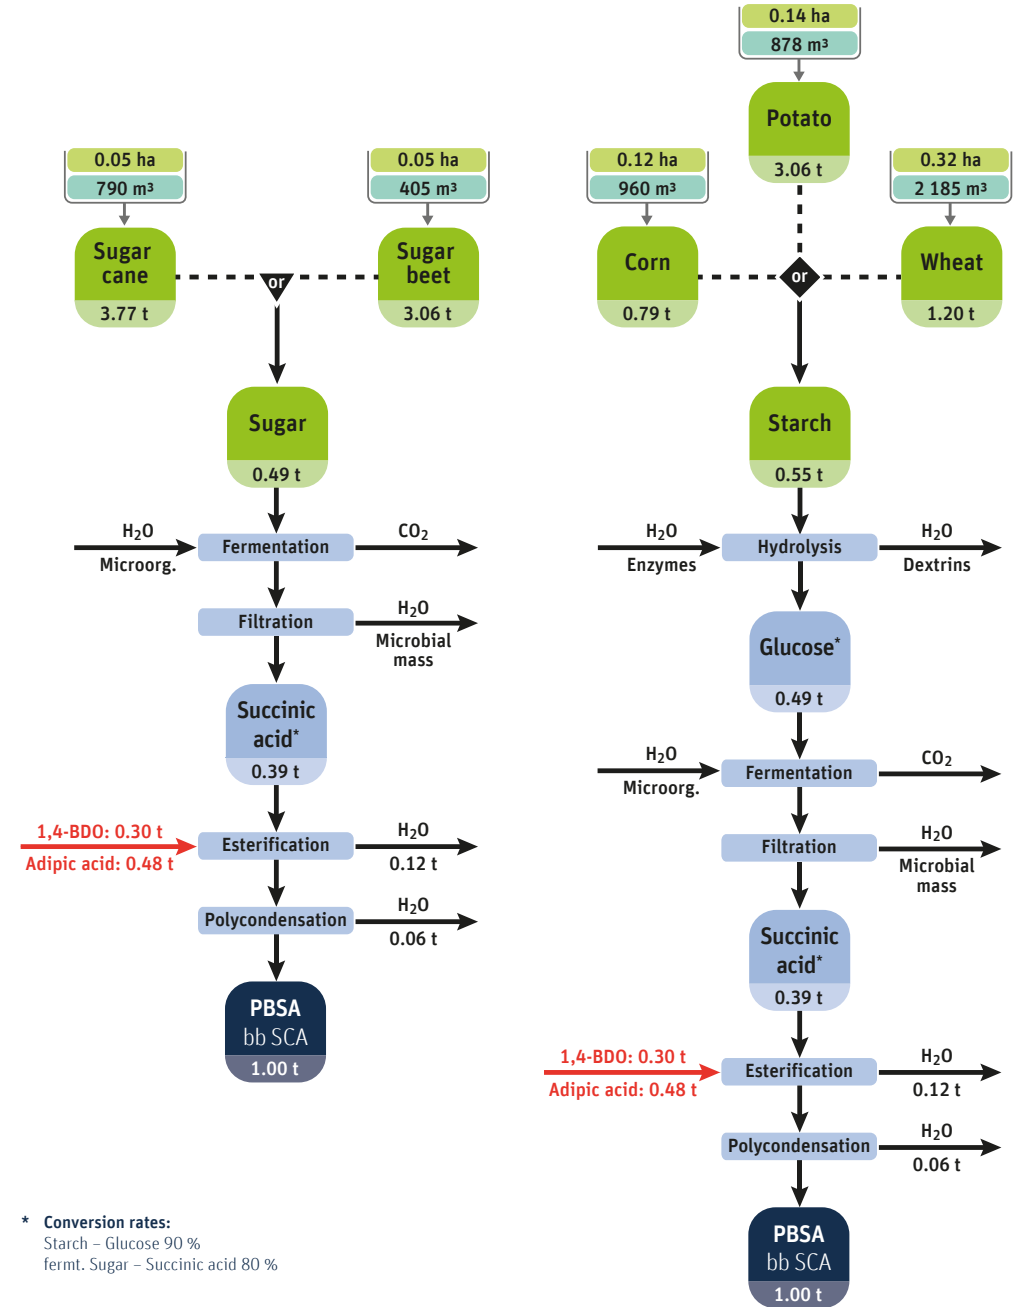 0.05 ha
790 m³
Sugar
cane
3.77 t
or
0.05 ha
405 m³
Sugar
beet
3.06 t
Sugar
0.49 t
H₂O
Microorg.
Fermentation
CO₂
Filtration
H₂O
Microbial
mass
Succinic
acid*
0.39 t
1,4-BDO: 0.30 t
Adipic acid: 0.48 t
Esterification
H₂O
0.12 t
Polycondensation
H₂O
0.06 t
PBSA
bb SCA
1.00 t
0.14 ha
878 m³
Potato
3.06 t
0.12 ha
960 m³
Corn
0.79 t
or
0.32 ha
2 185 m³
Wheat
1.20 t
Starch
0.55 t
H₂O
Enzymes
Hydrolysis
H₂O
Dextrins
Glucose*
0.49 t
H₂O
Microorg.
Fermentation
CO₂
Filtration
H₂O
Microbial
mass
Succinic
acid*
0.39 t
1,4-BDO: 0.30 t
Adipic acid: 0.48 t
Esterification
H₂O
0.12 t
Polycondensation
H₂O
0.06 t
PBSA
bb SCA
1.00 t
* Conversion rates:
Starch – Glucose 90 %
fermt. Sugar – Succinic acid 80 %